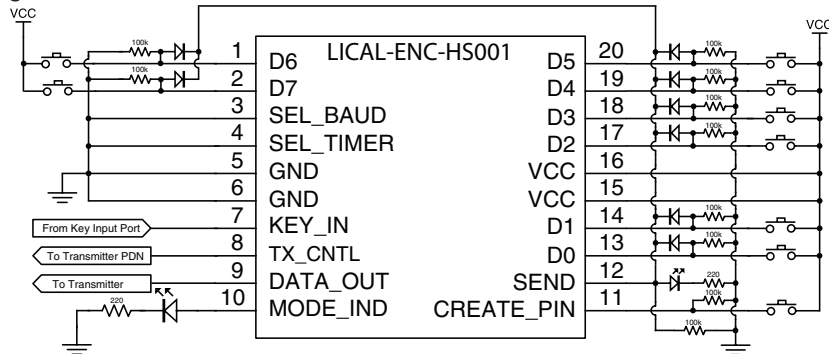 VCC
VCC
LICAL-ENC-HS001
100k
1 D6
100k
2 D7
3 SEL_BAUD
4 SEL_TIMER
5 GND
6 GND
From Key Input Port
7 KEY_IN
To Transmitter PDN
8 TX_CNTL
To Transmitter
9 DATA_OUT
220
10 MODE_IND
100k
D5 20
100k
D4 19
100k
D3 18
100k
D2 17
VCC 16
VCC 15
100k
D1 14
100k
D0 13
220
SEND 12
100k
CREATE_PIN 11
100k